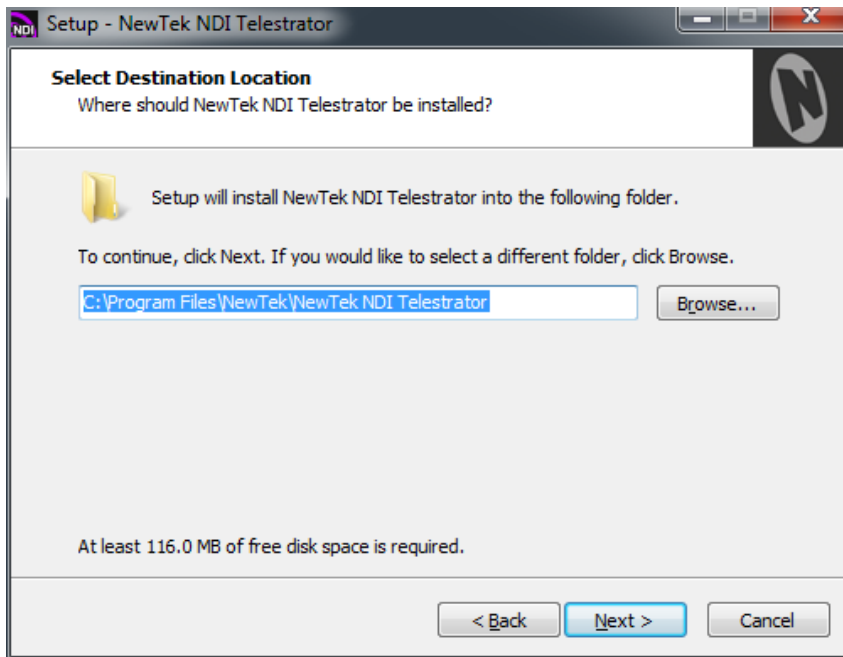 NDI Setup - NewTek NDI Telestrator
Select Destination Location
Where should NewTek NDI Telestrator be installed?
Setup will install NewTek NDI Telestrator into the following folder.
To continue, click Next. If you would like to select a different folder, click Browse.
C:\Program Files\NewTek\NewTek NDI Telestrator Browse...
At least 116.0 MB of free disk space is required.
< Back Next > Cancel